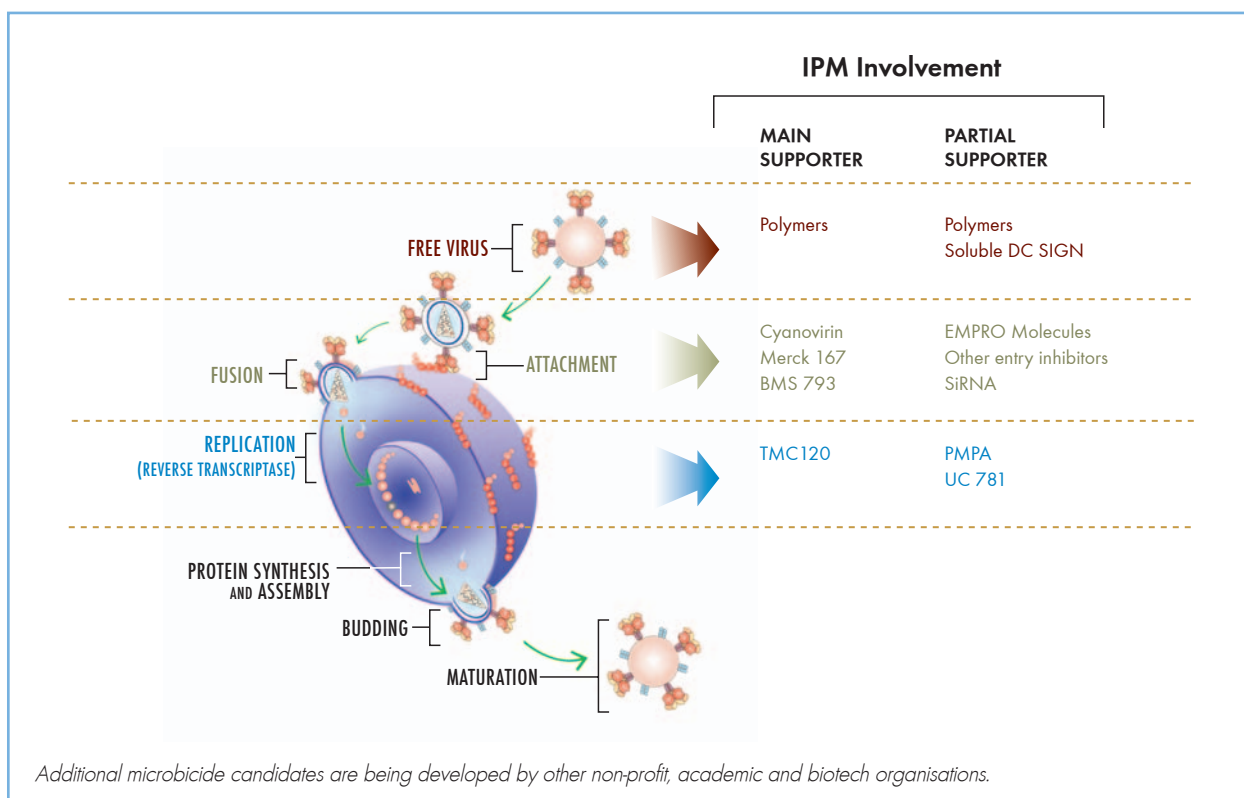 IPM Involvement
MAIN
SUPPORTER
PARTIAL
SUPPORTER
FREE VIRUS
Polymers
Polymers
Soluble DC SIGN
ATTACHMENT
FUSION
Cyanovirin
Merck 167
BMS 793
EMPRO Molecules
Other entry inhibitors
SiRNA
REPLICATION
(REVERSE TRANSCRIPTASE)
TMC120
PMPA
UC 781
PROTEIN SYNTHESIS
AND ASSEMBLY
BUDDING
MATURATION
Additional microbicide candidates are being developed by other non-profit, academic and biotech organisations.